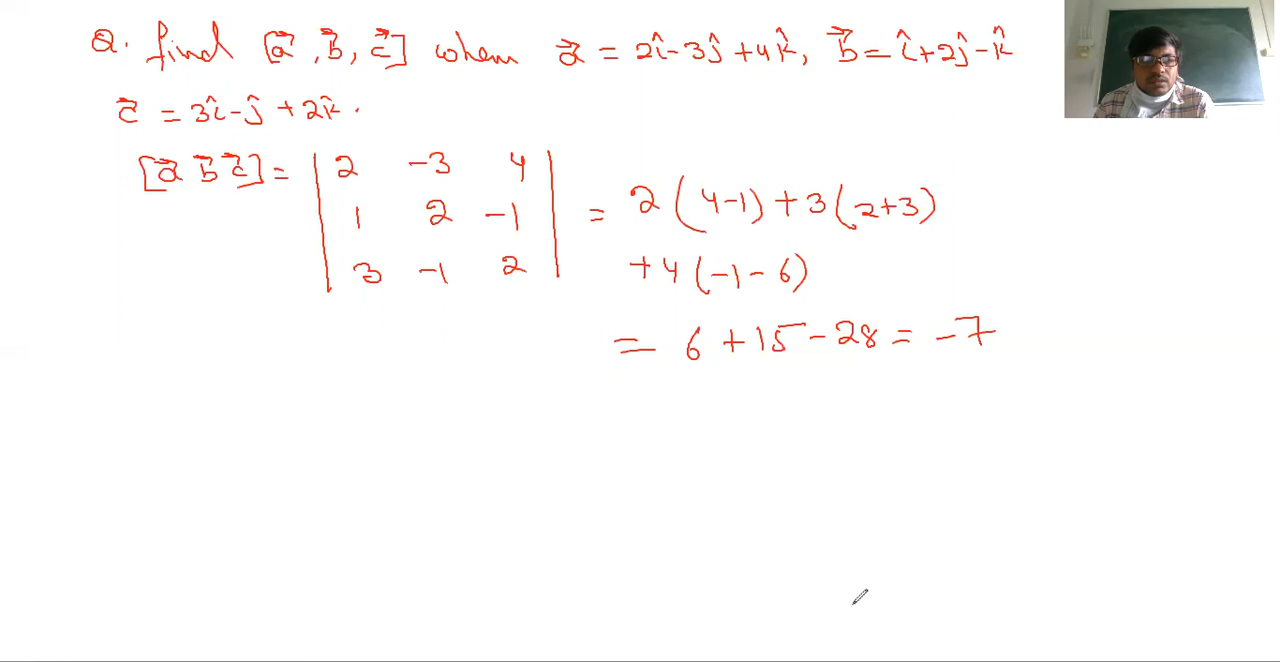 Q. find [a⃗, b⃗, c⃗] when a⃗ = 2î-3ĵ+4k̂, b⃗ = î+2ĵ-k̂
c⃗ = 3î-ĵ+2k̂.
[a⃗ b⃗ c⃗] = | 2 -3 4 |
| 1 2 -1 | = 2(4-1)+3(2+3)
| 3 -1 2 | +4(-1-6)
= 6+15-28 = -7